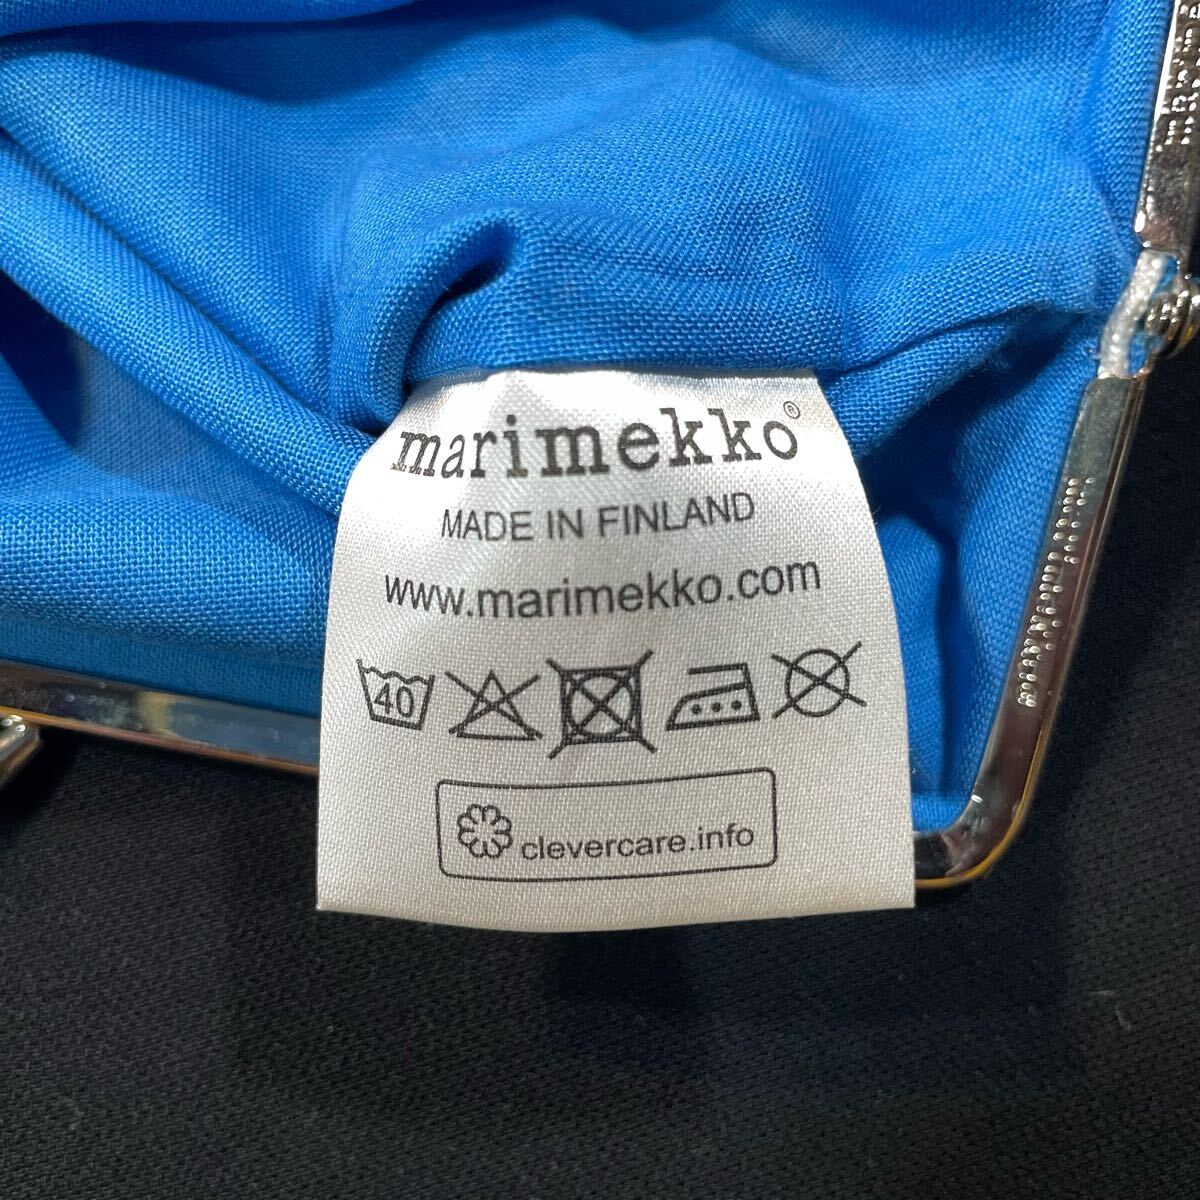 marimekko®
MADE IN FINLAND
www.marimekko.com
40
clevercare.info